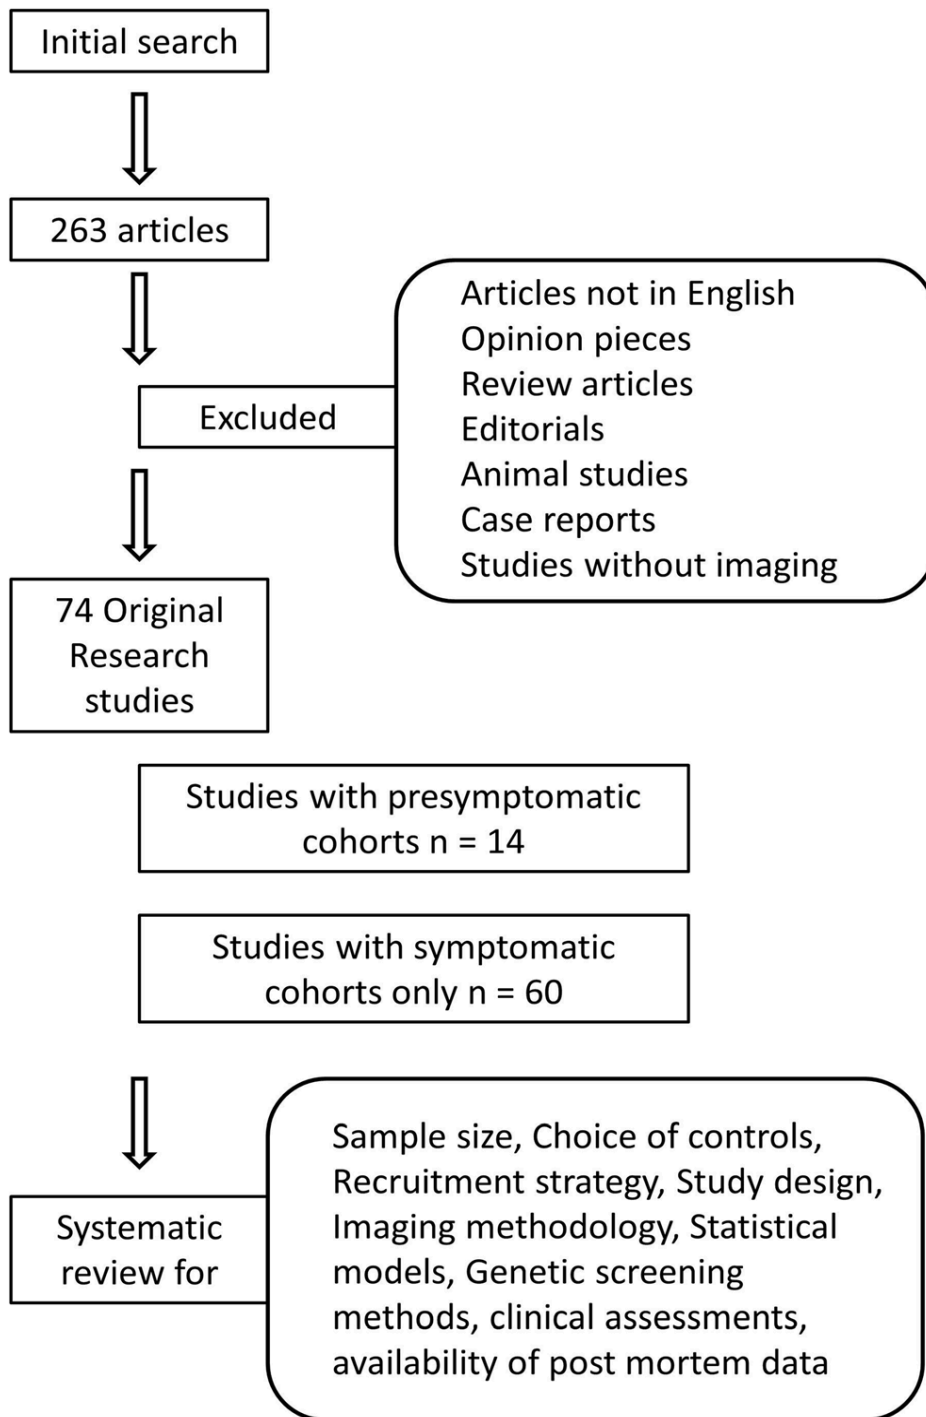 Initial search
263 articles
Excluded
Articles not in English
Opinion pieces
Review articles
Editorials
Animal studies
Case reports
Studies without imaging
74 Original
Research
studies
Studies with presymptomatic
cohorts n = 14
Studies with symptomatic
cohorts only n = 60
Systematic
review for
Sample size, Choice of controls,
Recruitment strategy, Study design,
Imaging methodology, Statistical
models, Genetic screening
methods, clinical assessments,
availability of post mortem data